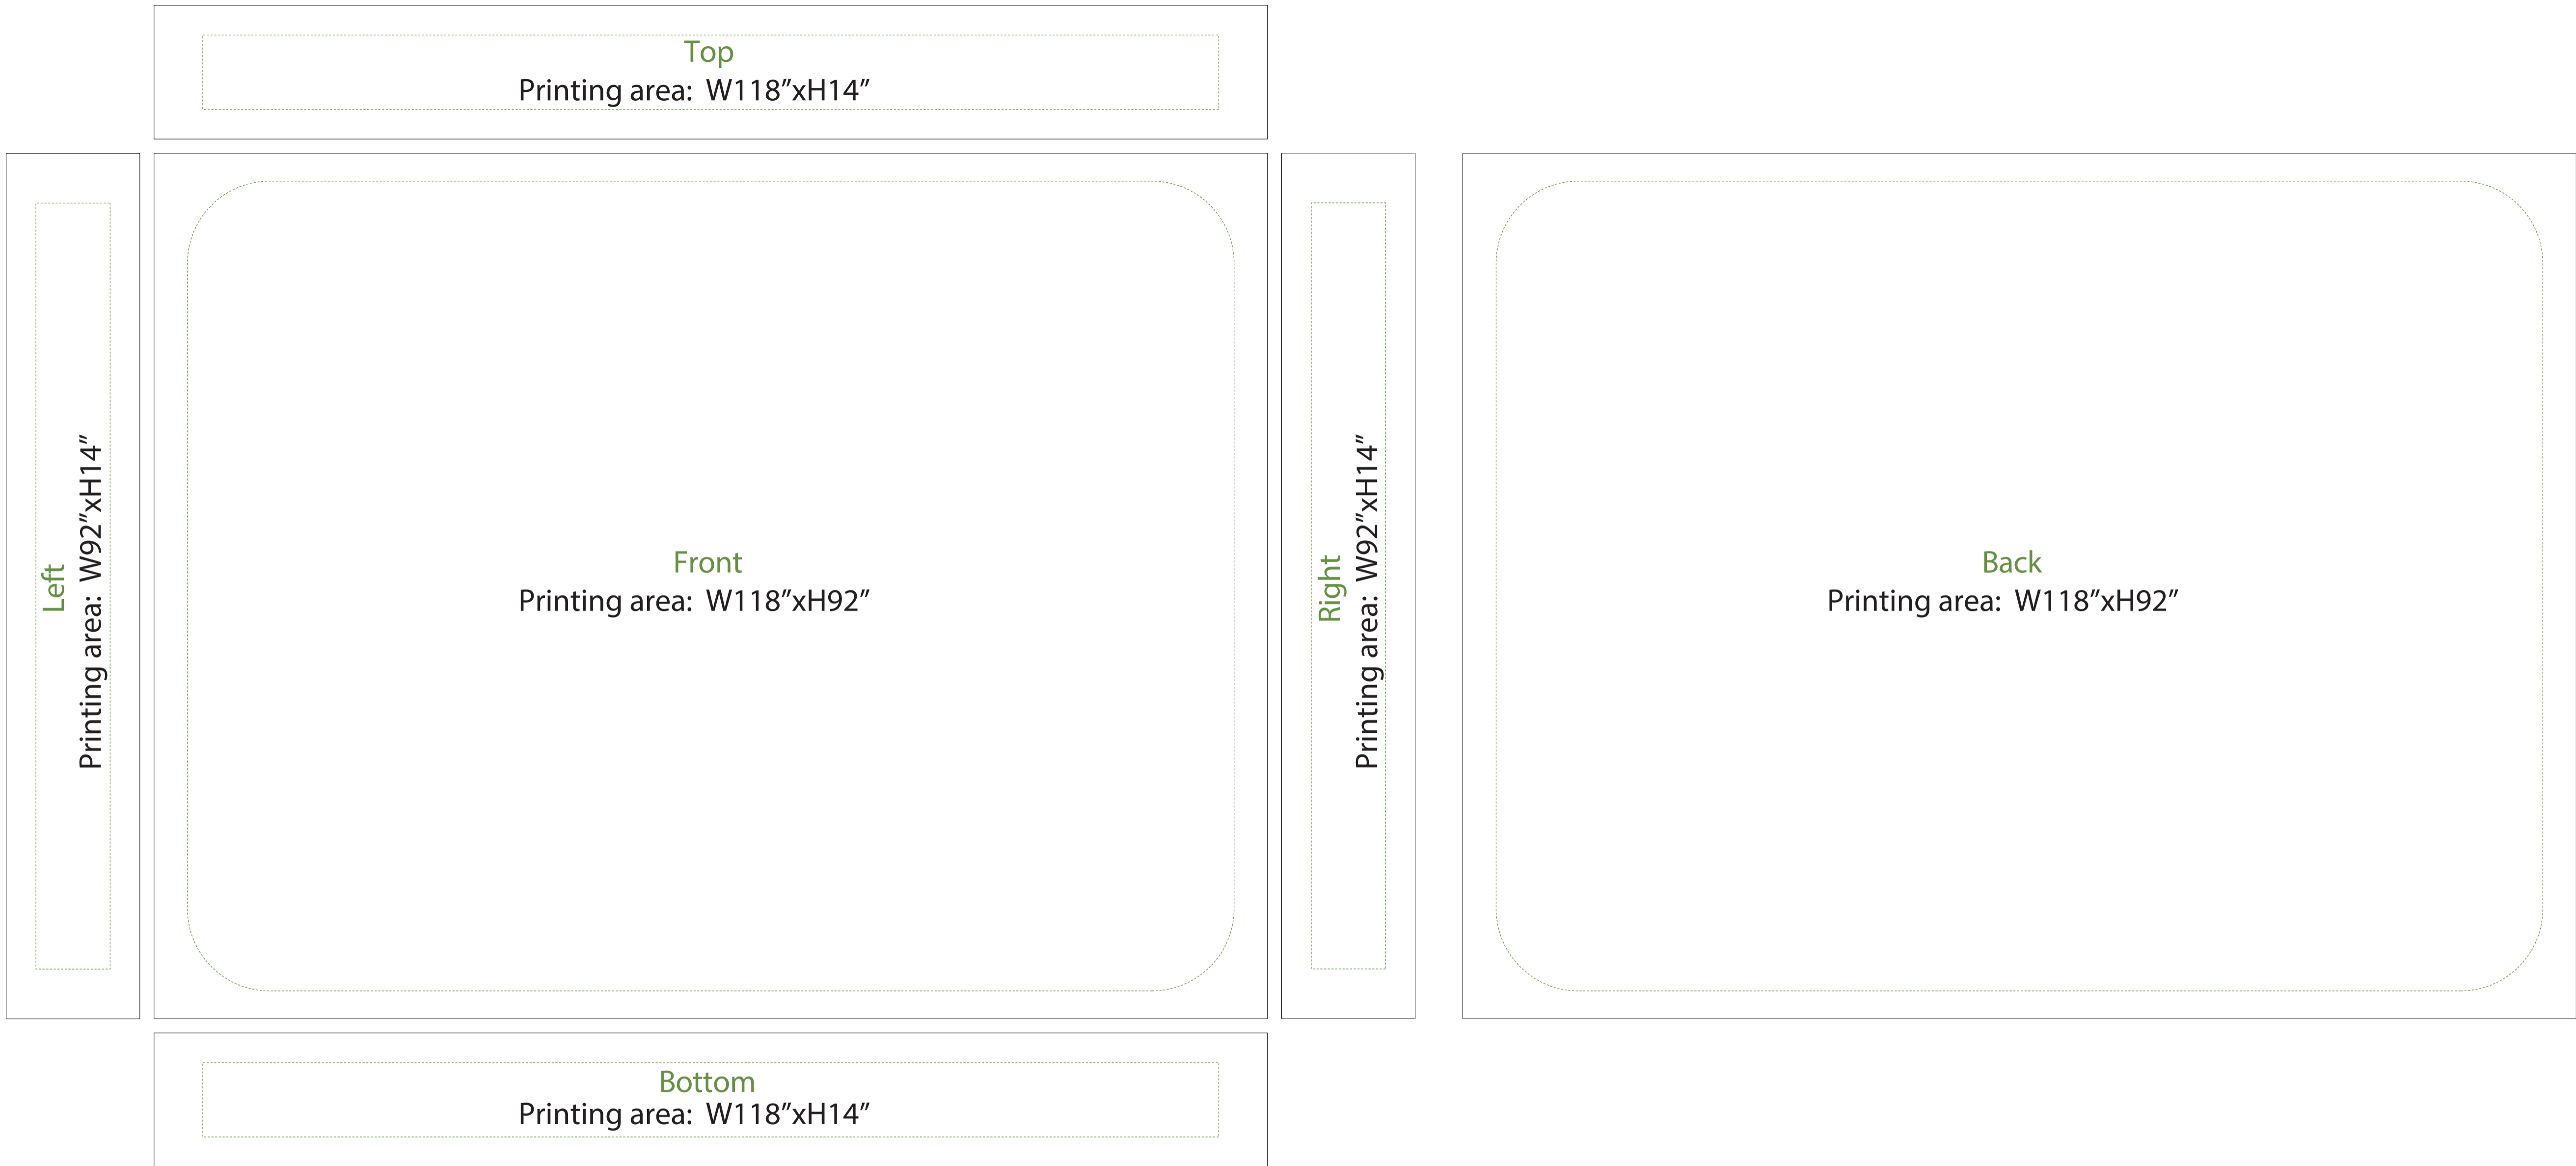 Top
Printing area:  W118”xH14”
Left
Printing area:  W92”xH14”
Front
Printing area:  W118”xH92”
Right
Printing area:  W92”xH14”
Back
Printing area:  W118”xH92”
Bottom
Printing area:  W118”xH14”